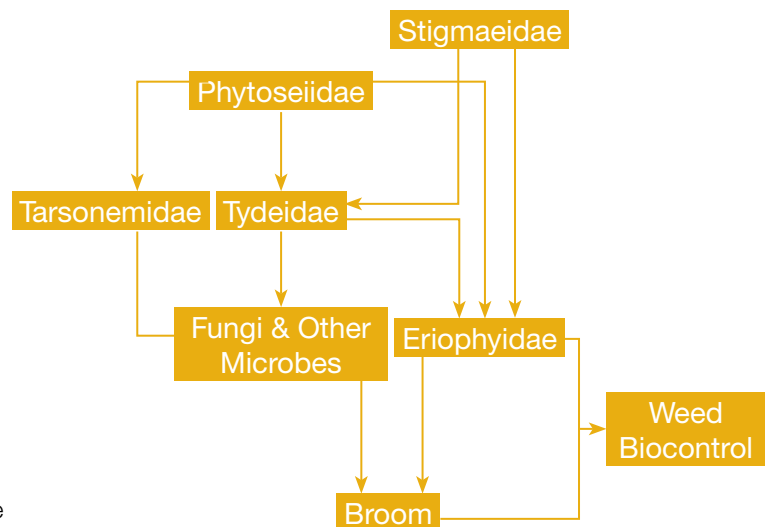 Stigmaeidae
Phytoseiidae
Tarsonemidae
Tydeidae
Fungi & Other
Microbes
Eriophyidae
Weed
Biocontrol
Broom
e